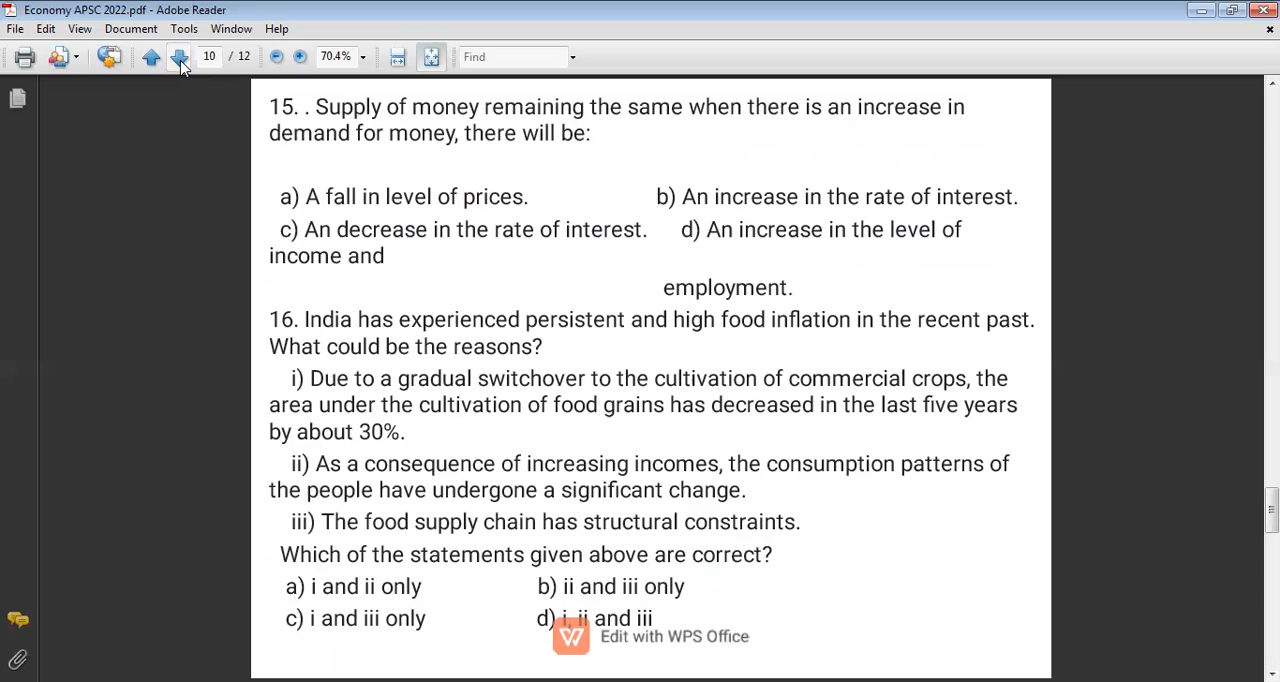 Economy APSC 2022.pdf - Adobe Reader
File Edit View Document Tools Window Help
10 / 12 70.4% Find
15. . Supply of money remaining the same when there is an increase in
demand for money, there will be:
a) A fall in level of prices. b) An increase in the rate of interest.
c) An decrease in the rate of interest. d) An increase in the level of
income and
employment.
16. India has experienced persistent and high food inflation in the recent past.
What could be the reasons?
i) Due to a gradual switchover to the cultivation of commercial crops, the
area under the cultivation of food grains has decreased in the last five years
by about 30%.
ii) As a consequence of increasing incomes, the consumption patterns of
the people have undergone a significant change.
iii) The food supply chain has structural constraints.
Which of the statements given above are correct?
a) i and ii only b) ii and iii only
c) i and iii only d) i, ii and iii
Edit with WPS Office